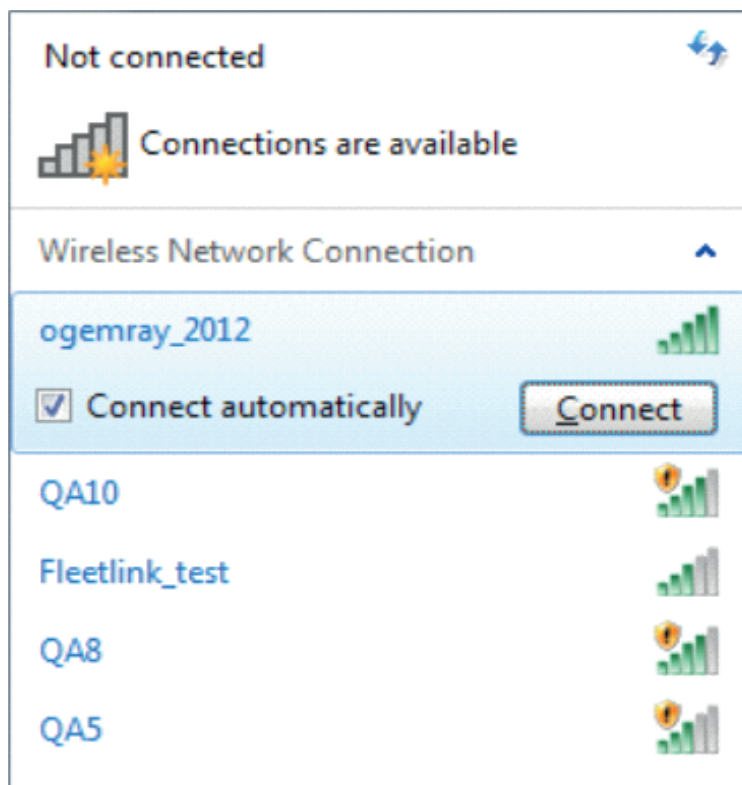 Not connected
Connections are available
Wireless Network Connection
ogemray_2012
Connect automatically
Connect
QA10
Fleetlink_test
QA8
QA5